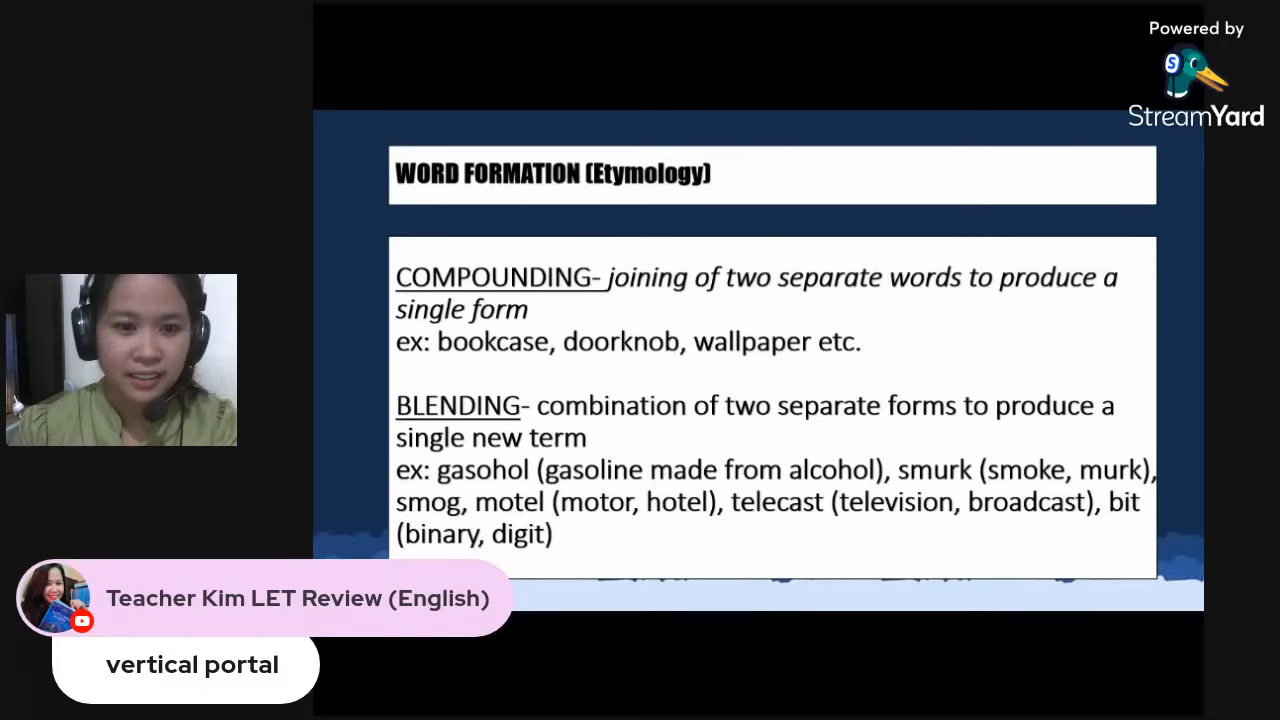 Powered by
StreamYard
WORD FORMATION (Etymology)
COMPOUNDING- joining of two separate words to produce a
single form
ex: bookcase, doorknob, wallpaper etc.
BLENDING- combination of two separate forms to produce a
single new term
ex: gasohol (gasoline made from alcohol), smurk (smoke, murk),
smog, motel (motor, hotel), telecast (television, broadcast), bit
(binary, digit)
Teacher Kim LET Review (English)
vertical portal